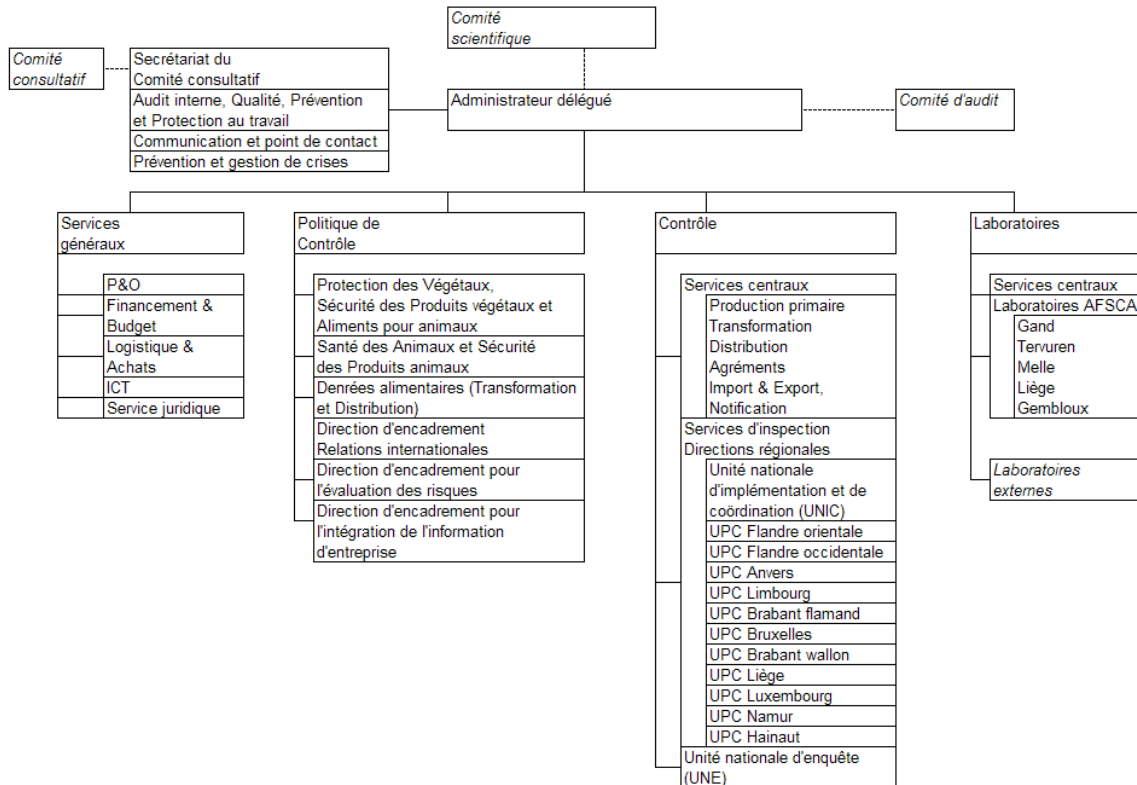 Comité
scientifique
Comité
consultatif
Secrétariat du
Comité consultatif
Audit interne, Qualité, Prévention
et Protection au travail
Communication et point de contact
Prévention et gestion de crises
Administrateur délégué
Comité d'audit
Services
généraux
P&O
Financement &
Budget
Logistique &
Achats
ICT
Service juridique
Politique de
Contrôle
Protection des Végétaux,
Sécurité des Produits végétaux et
Aliments pour animaux
Santé des Animaux et Sécurité
des Produits animaux
Denrées alimentaires (Transformation
et Distribution)
Direction d'encadrement
Relations internationales
Direction d'encadrement pour
l'évaluation des risques
Direction d'encadrement pour
l'intégration de l'information
d'entreprise
Contrôle
Services centraux
Production primaire
Transformation
Distribution
Agréments
Import & Export,
Notification
Services d'inspection
Directions régionales
Unité nationale
d'implémentation et de
coördination (UNIC)
UPC Flandre orientale
UPC Flandre occidentale
UPC Anvers
UPC Limbourg
UPC Brabant flamand
UPC Bruxelles
UPC Brabant wallon
UPC Liège
UPC Luxembourg
UPC Namur
UPC Hainaut
Unité nationale d'enquête
(UNE)
Laboratoires
Services centraux
Laboratoires AFSCA
Gand
Tervuren
Melle
Liège
Gembloux
Laboratoires
externes